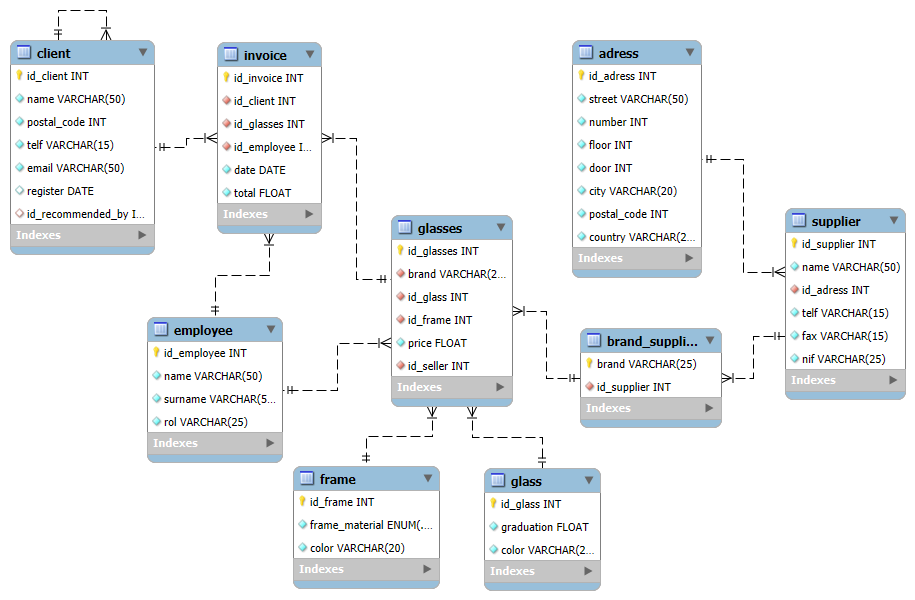 client
id_client INT
name VARCHAR(50)
postal_code INT
telf VARCHAR(15)
email VARCHAR(50)
register DATE
id_recommended_by I...
Indexes
invoice
id_invoice INT
id_client INT
id_glasses INT
id_employee I...
date DATE
total FLOAT
Indexes
adress
id_adress INT
street VARCHAR(50)
number INT
floor INT
door INT
city VARCHAR(20)
postal_code INT
country VARCHAR(2...
Indexes
supplier
id_supplier INT
name VARCHAR(50)
id_adress INT
telf VARCHAR(15)
fax VARCHAR(15)
nif VARCHAR(25)
Indexes
glasses
id_glasses INT
brand VARCHAR(2...
id_glass INT
id_frame INT
price FLOAT
id_seller INT
Indexes
employee
id_employee INT
name VARCHAR(50)
surname VARCHAR(5...
rol VARCHAR(25)
Indexes
brand_suppli...
brand VARCHAR(25)
id_supplier INT
Indexes
frame
id_frame INT
frame_material ENUM(...
color VARCHAR(20)
Indexes
glass
id_glass INT
graduation FLOAT
color VARCHAR(2...
Indexes